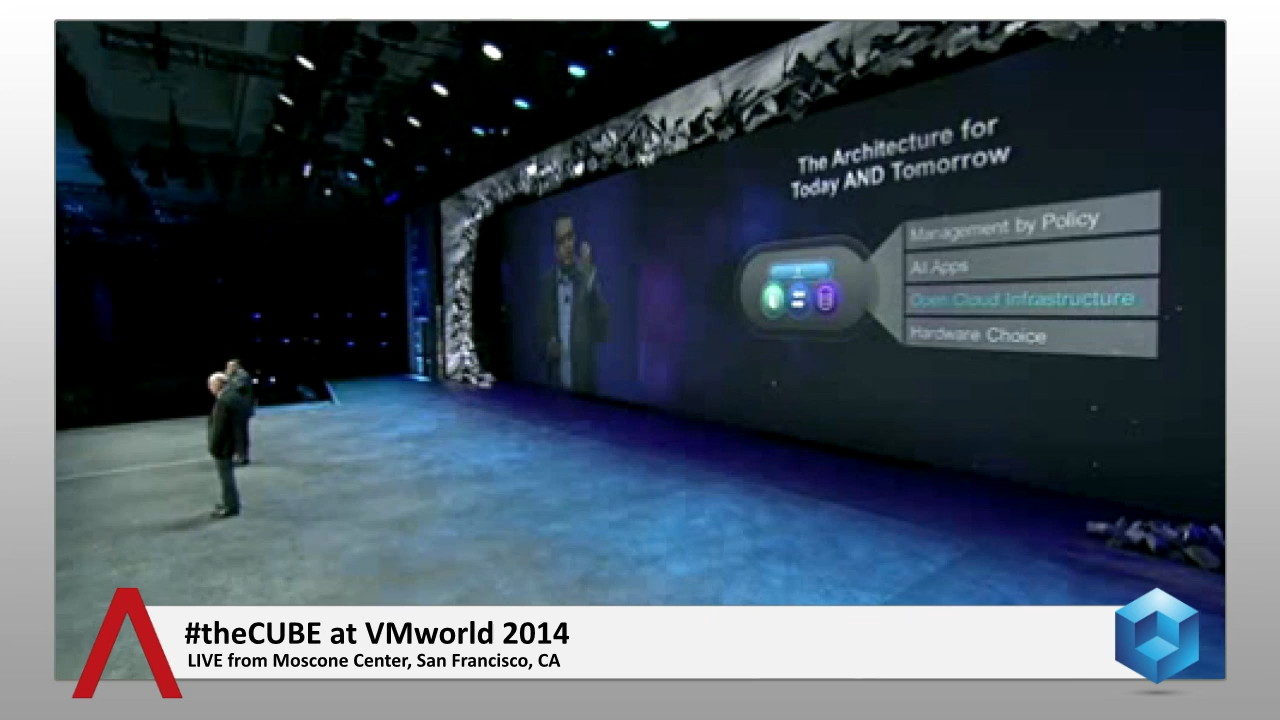 The Architecture for
Today AND Tomorrow
Management by Policy
All Apps
Open Cloud Infrastructure
Hardware Choice
#theCUBE at VMworld 2014
LIVE from Moscone Center, San Francisco, CA